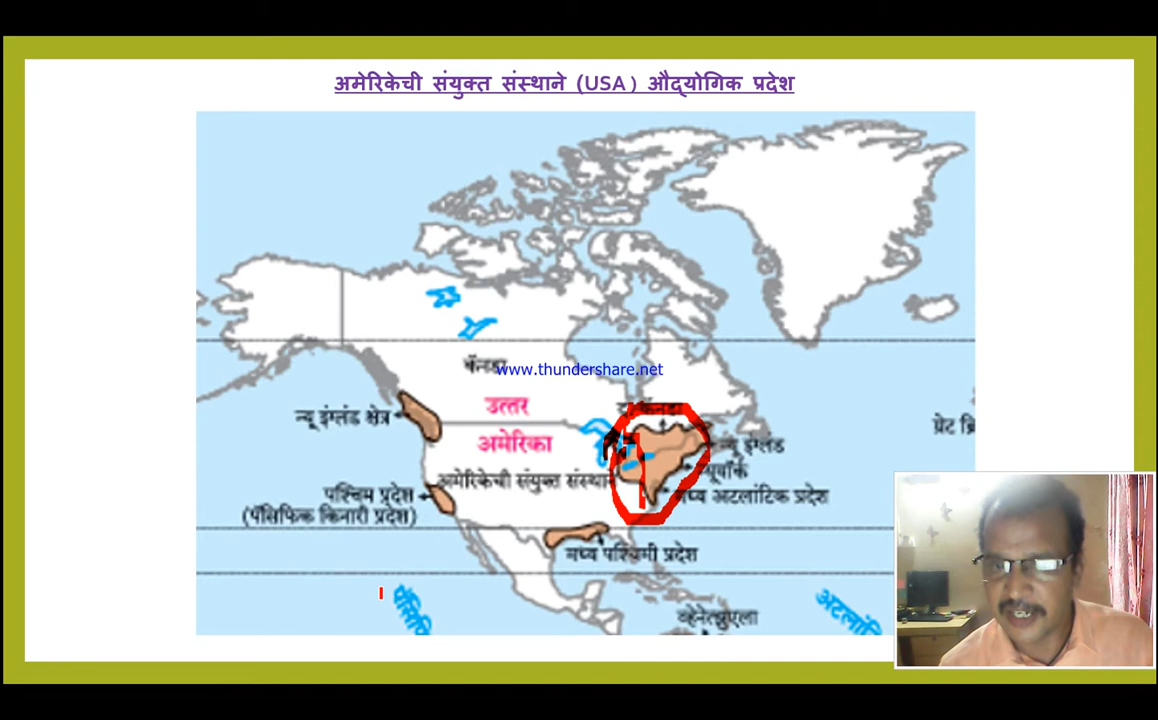 अमेरिकेची संयुक्त संस्थाने (USA) औद्योगिक प्रदेश
कॅनडा
www.thundershare.net
उत्तर
न्यू इंग्लंड क्षेत्र
अमेरिका
न्यू इंग्लंड
ग्रेट
अमेरिकेची संयुक्त संस्थाने
न्यूयॉर्क
पश्चिम प्रदेश
(पॅसिफिक किनारी प्रदेश)
मध्य अटलांटिक प्रदेश
मध्य पश्चिमी प्रदेश
व्हेनेत्झुएला